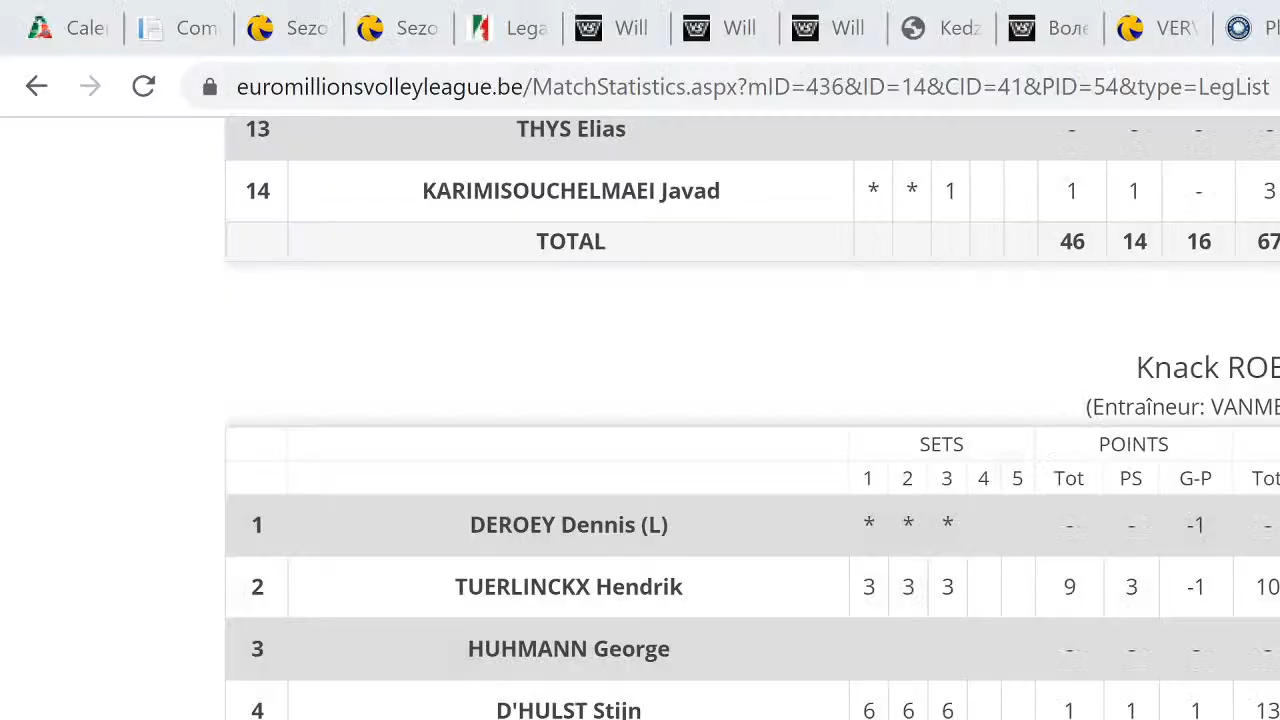 Caler Com Sezo Sezo Lega Will Will Will Kedz Воле VERV Pl
euromillionsvolleyleague.be/MatchStatistics.aspx?mID=436&ID=14&CID=41&PID=54&type=LegList
13 THYS Elias - - - -
14 KARIMISOUCHELMAEI Javad * * 1 1 1 - 3
TOTAL 46 14 16 67
Knack ROE
(Entraîneur: VANME
SETS POINTS
1 2 3 4 5 Tot PS G-P Tot
1 DEROEY Dennis (L) * * * - - -1 -
2 TUERLINCKX Hendrik 3 3 3 9 3 -1 10
3 HUHMANN George - - - -
4 D'HULST Stijn 6 6 6 1 1 1 13